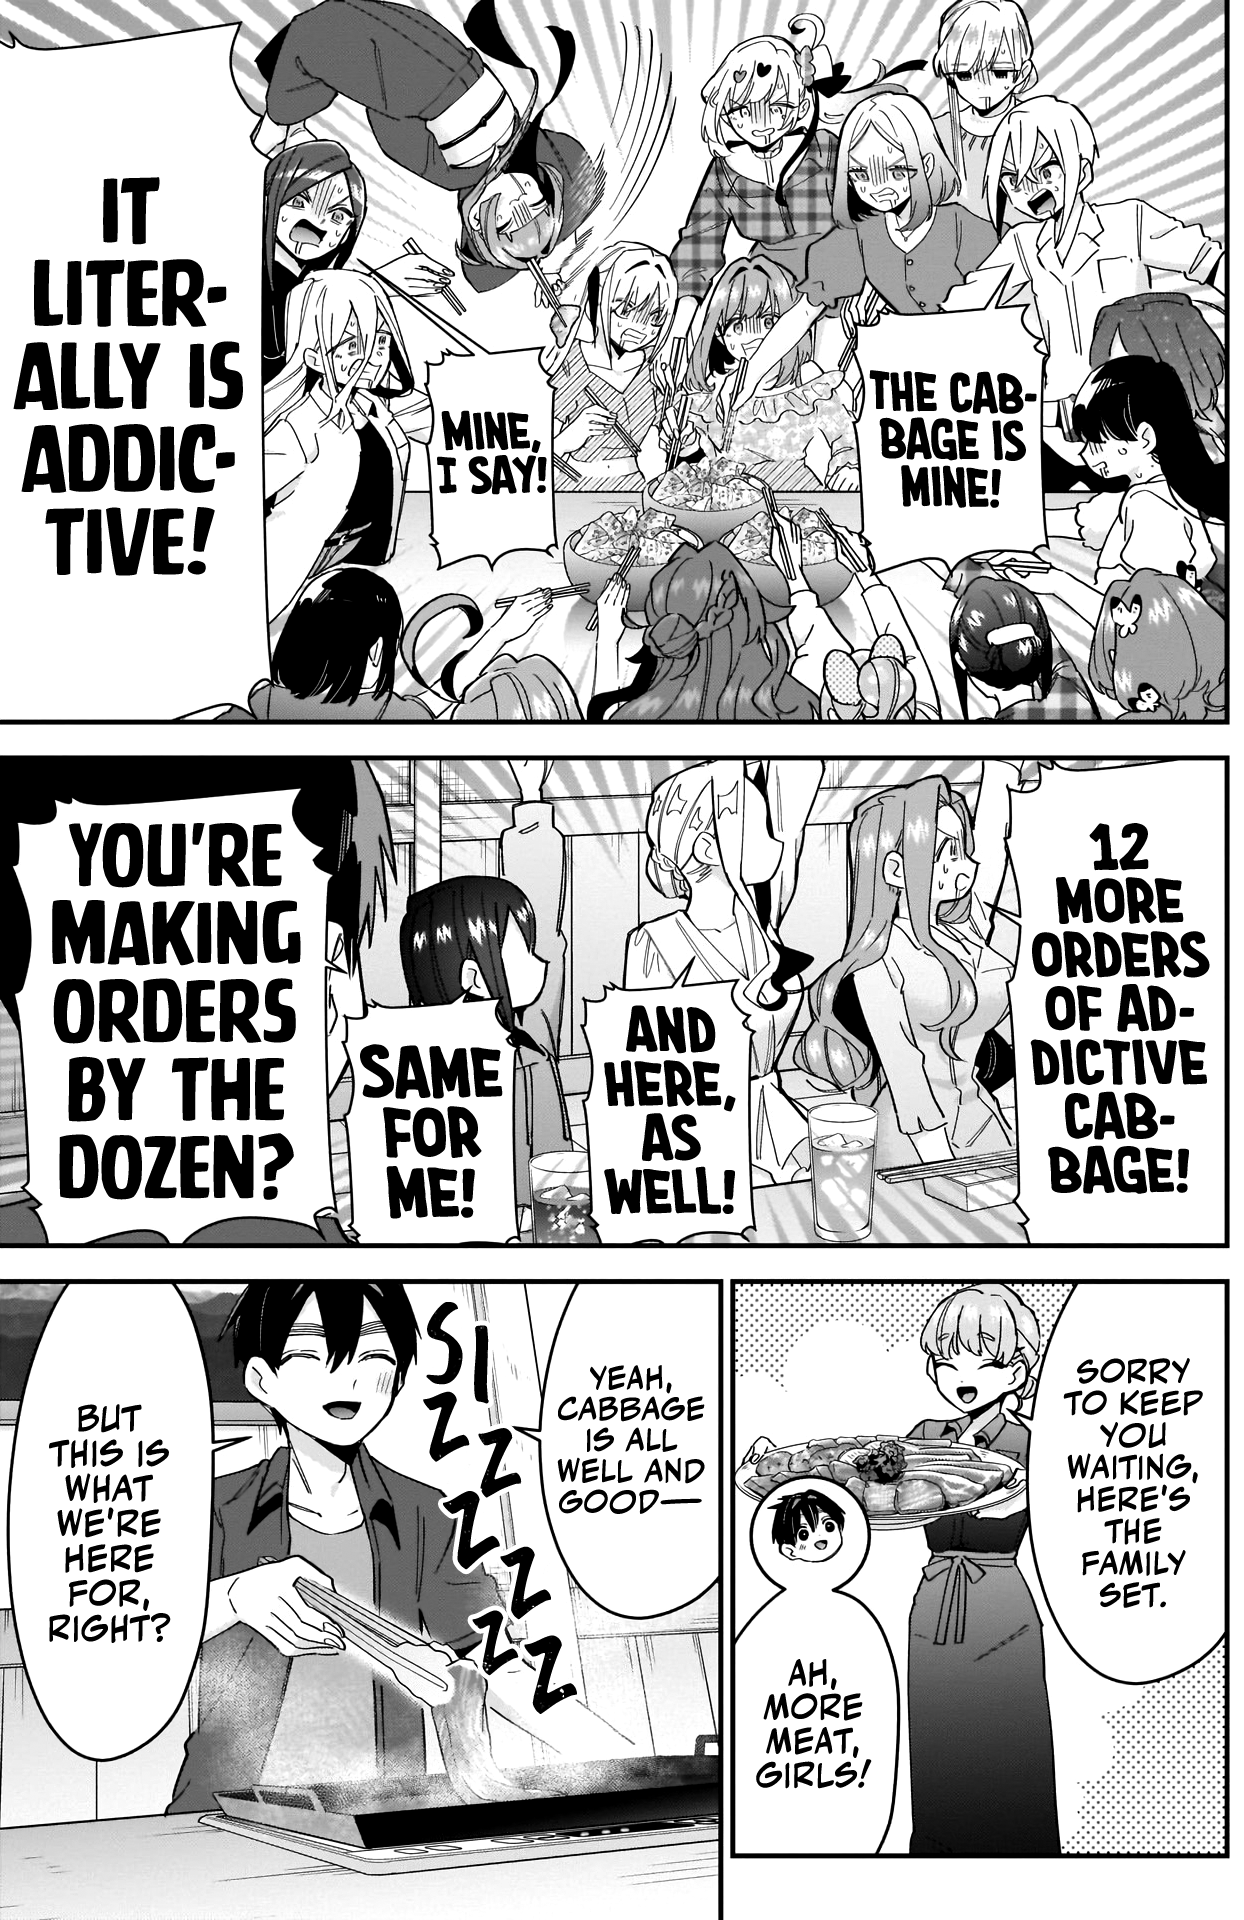 THE CAB-
BAGE IS
MINE!
MINE,
I SAY!
IT
LITER-
ALLY IS
ADDIC-
TIVE!
12
MORE
ORDERS
OF AD-
DICTIVE
CAB-
BAGE!
AND
HERE,
AS
WELL!
SAME
FOR
ME!
YOU'RE
MAKING
ORDERS
BY THE
DOZEN?
SORRY
TO KEEP
YOU
WAITING,
HERE'S
THE
FAMILY
SET.
AH,
MORE
MEAT,
GIRLS!
YEAH,
CABBAGE
IS ALL
WELL AND
GOOD—
SIZZZZZZZ
BUT
THIS IS
WHAT
WE'RE
HERE
FOR,
RIGHT?